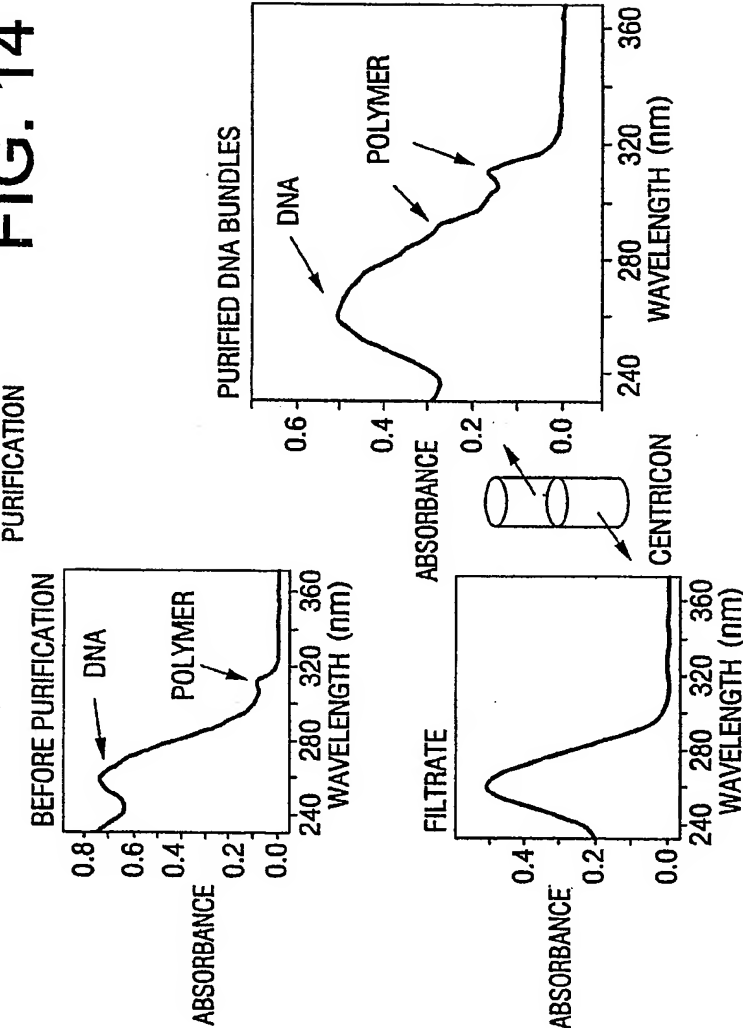 FIG. 14
PURIFICATION
BEFORE PURIFICATION
DNA
POLYMER
ABSORBANCE
0.8
0.6
0.4
0.2
0.0
240
280
320
360
WAVELENGTH (nm)
PURIFIED DNA BUNDLES
DNA
POLYMER
ABSORBANCE
0.6
0.4
0.2
0.0
240
280
320
360
WAVELENGTH (nm)
FILTRATE
ABSORBANCE
0.4
0.2
0.0
240
280
320
360
WAVELENGTH (nm)
CENTRICON